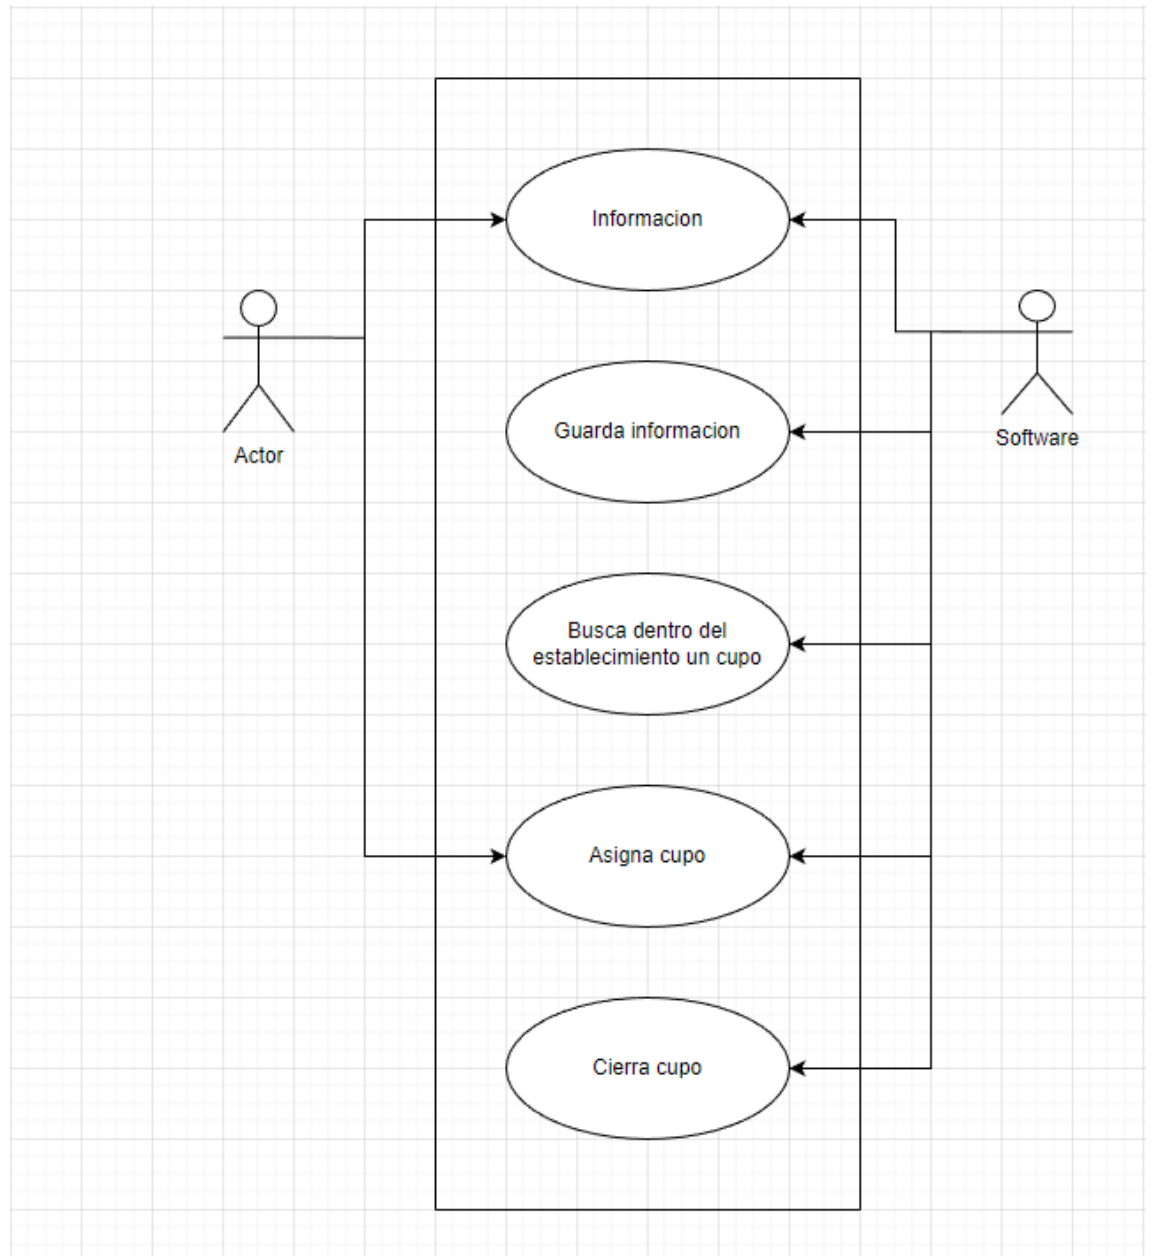 Informacion
Actor
Software
Guarda informacion
Busca dentro del
establecimiento un cupo
Asigna cupo
Cierra cupo